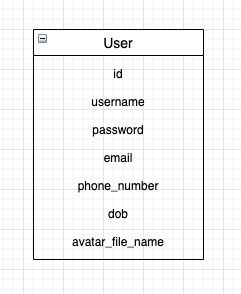 User
id
username
password
email
phone_number
dob
avatar_file_name